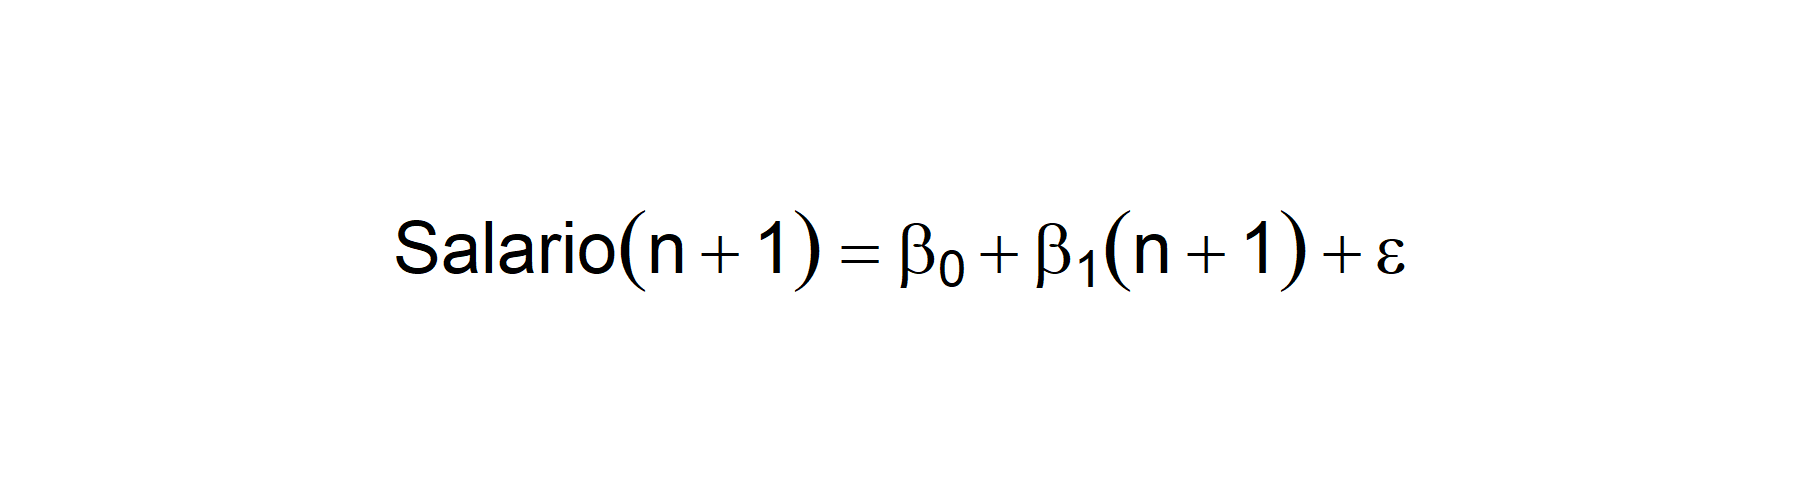 Salario(n + 1) = β₀ + β₁(n + 1) + ε